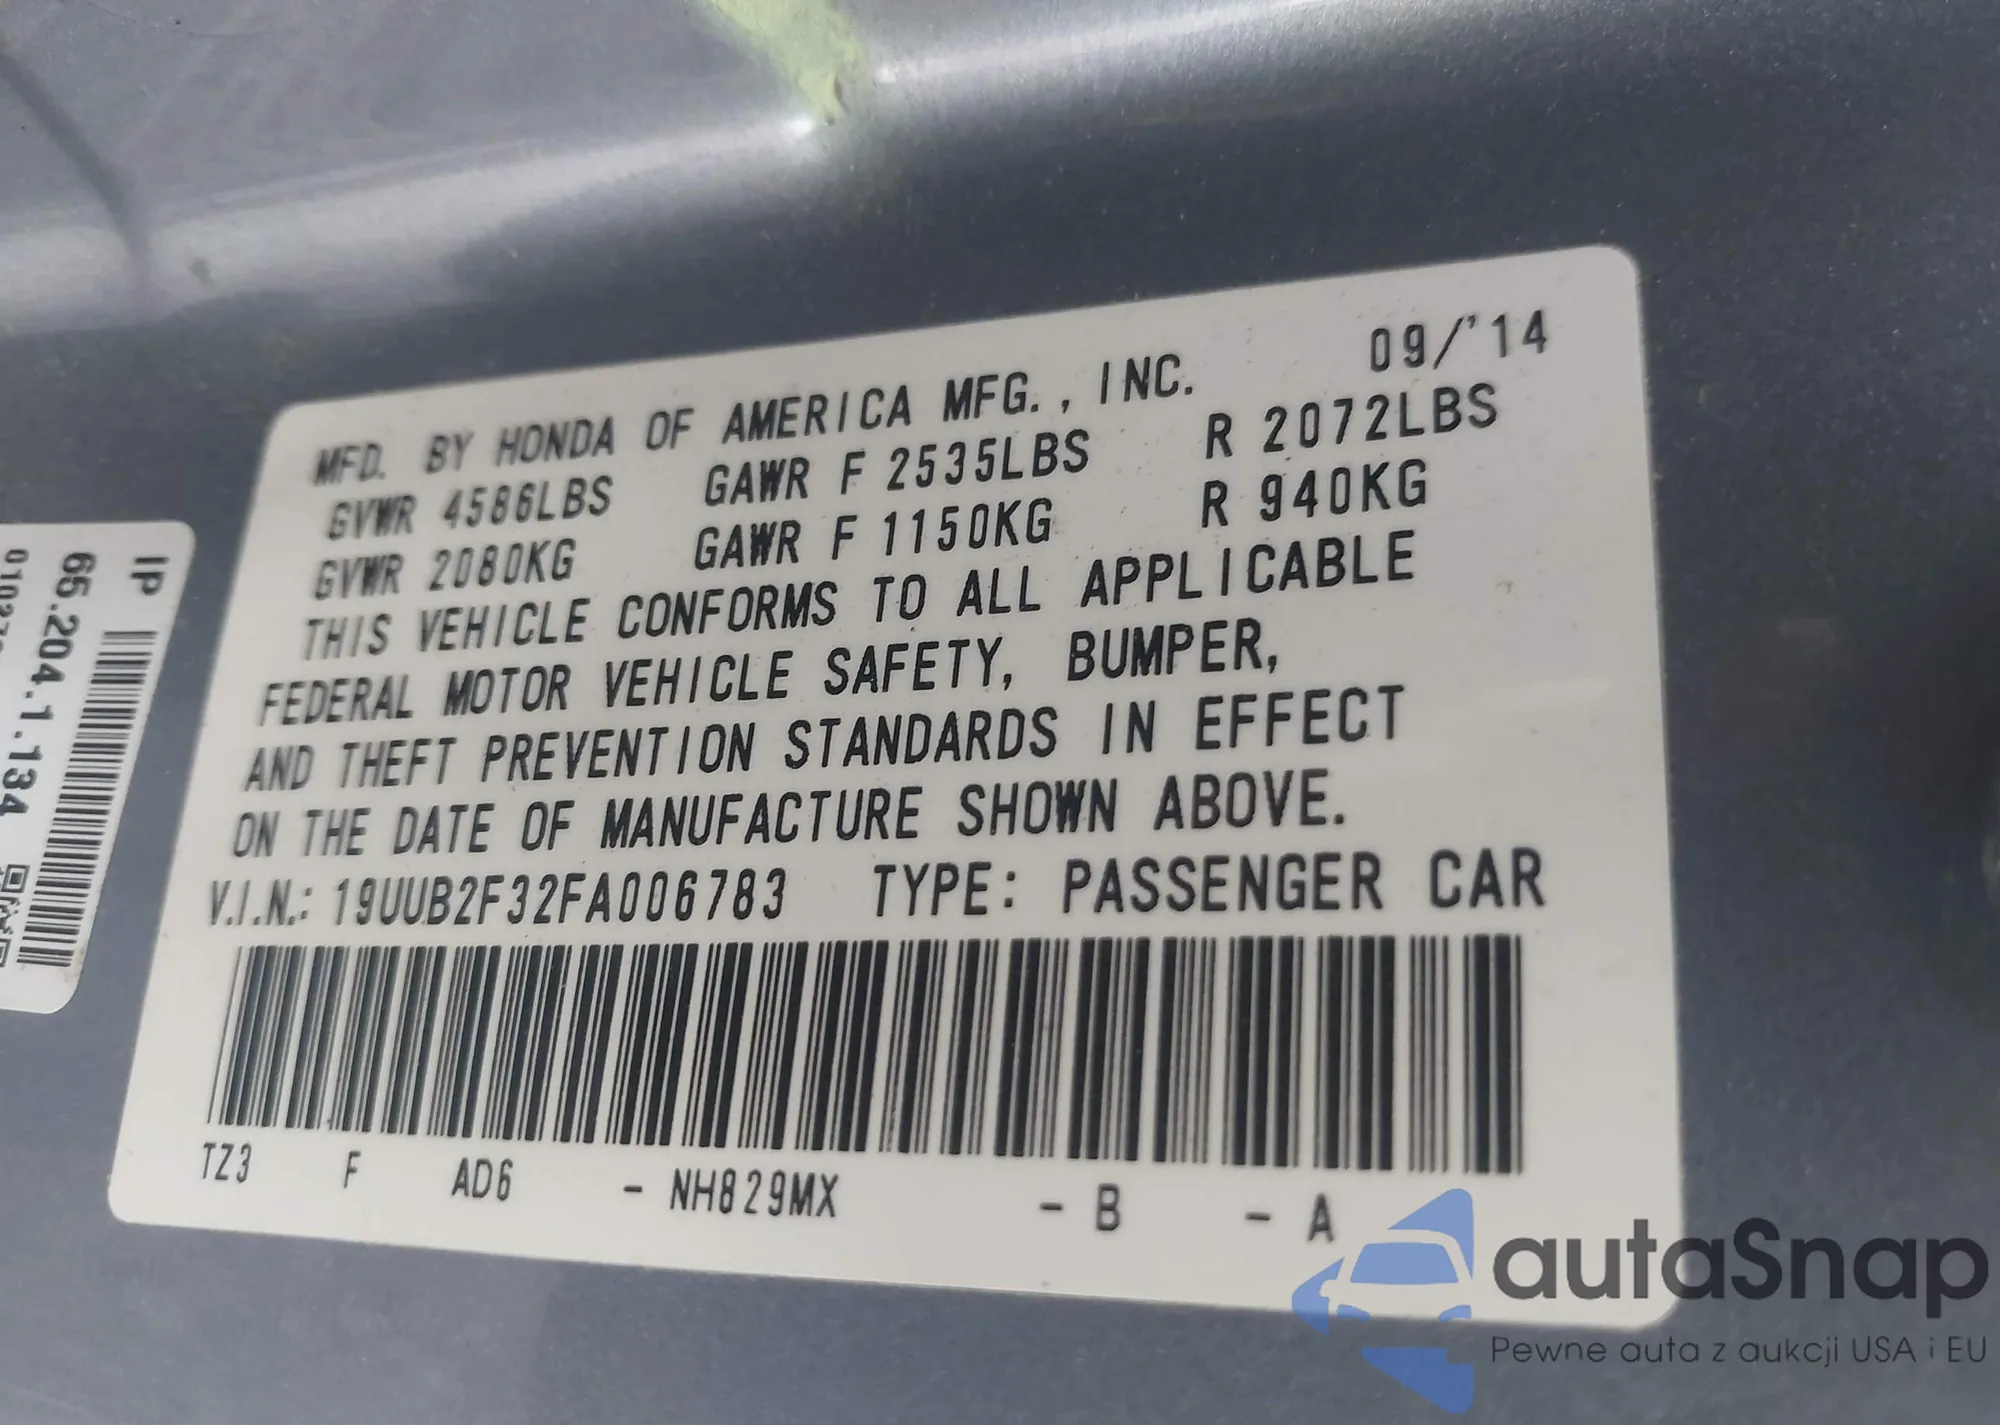 MFD. BY HONDA OF AMERICA MFG., INC. 09/'14
GVWR 4586LBS GAWR F 2535LBS R 2072LBS
GVWR 2080KG GAWR F 1150KG R 940KG
THIS VEHICLE CONFORMS TO ALL APPLICABLE
FEDERAL MOTOR VEHICLE SAFETY, BUMPER,
AND THEFT PREVENTION STANDARDS IN EFFECT
ON THE DATE OF MANUFACTURE SHOWN ABOVE.
V.I.N.: 19UUB2F32FA006783 TYPE: PASSENGER CAR
TZ3 F AD6 - NH829MX - B - A
IP
65.204.1.134
autaSnap
Pewne auta z aukcji USA i EU